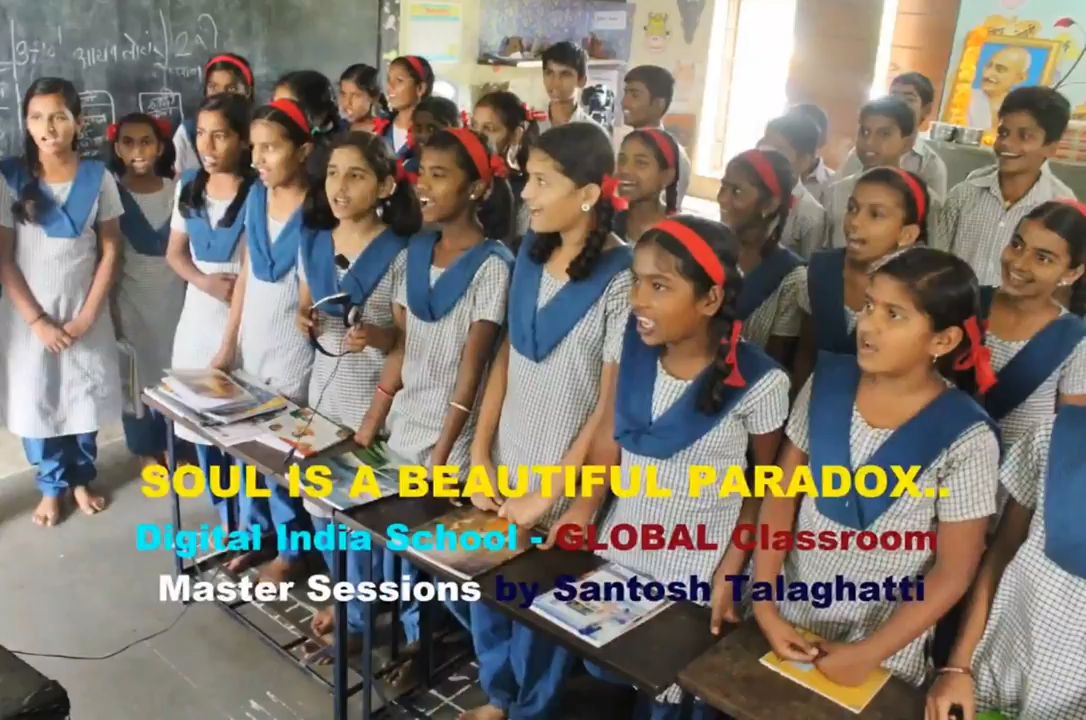 SOUL IS A BEAUTIFUL PARADOX..
Digital India School - GLOBAL Classroom
Master Sessions by Santosh Talaghatti